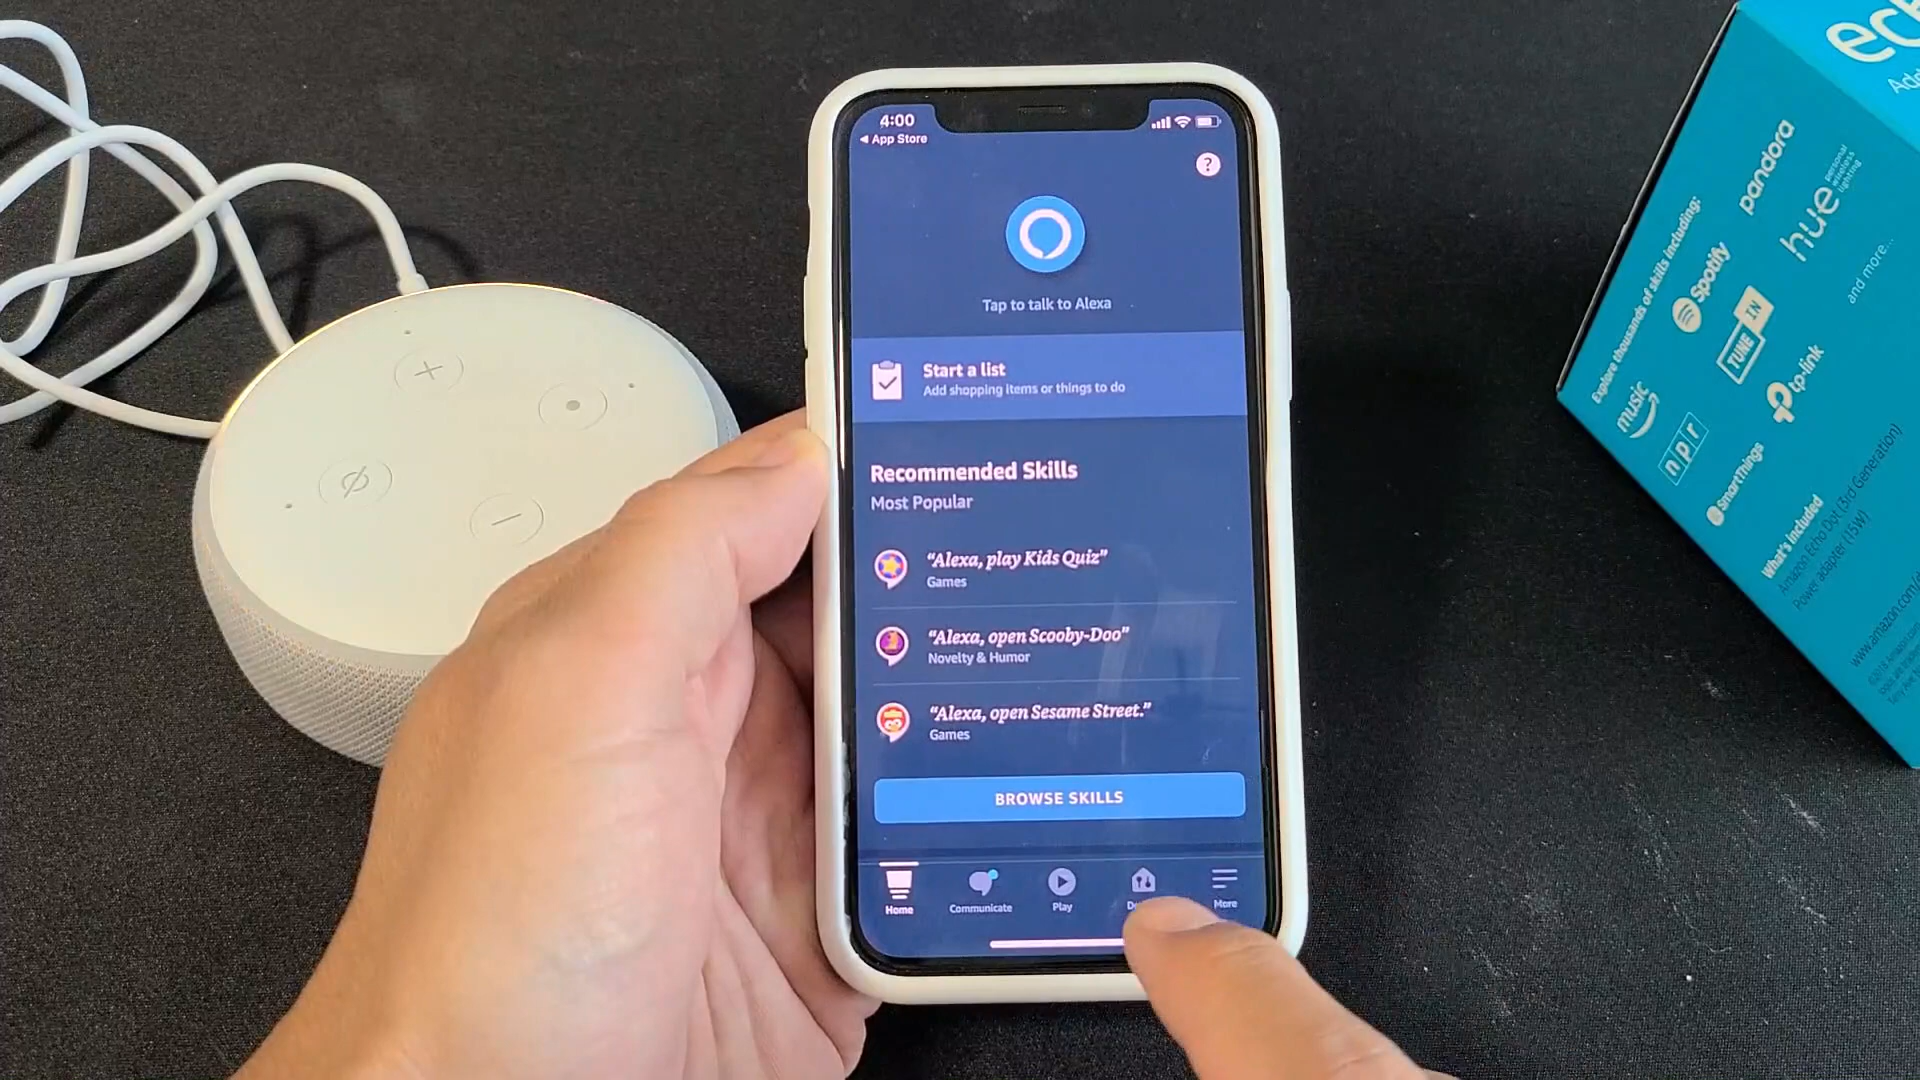 4:00
App Store
?
Tap to talk to Alexa
Start a list
Add shopping items or things to do
Recommended Skills
Most Popular
“Alexa, play Kids Quiz”
Games
“Alexa, open Scooby-Doo”
Novelty & Humor
“Alexa, open Sesame Street.”
Games
BROWSE SKILLS
Home
Communicate
Play
More
Explore thousands of skills including:
music
Spotify
pandora
npr
TUNE IN
hue personal wireless lighting
SmartThings
tp-link
and more...
What's included
Amazon Echo Dot (3rd Generation)
Power adapter (15W)